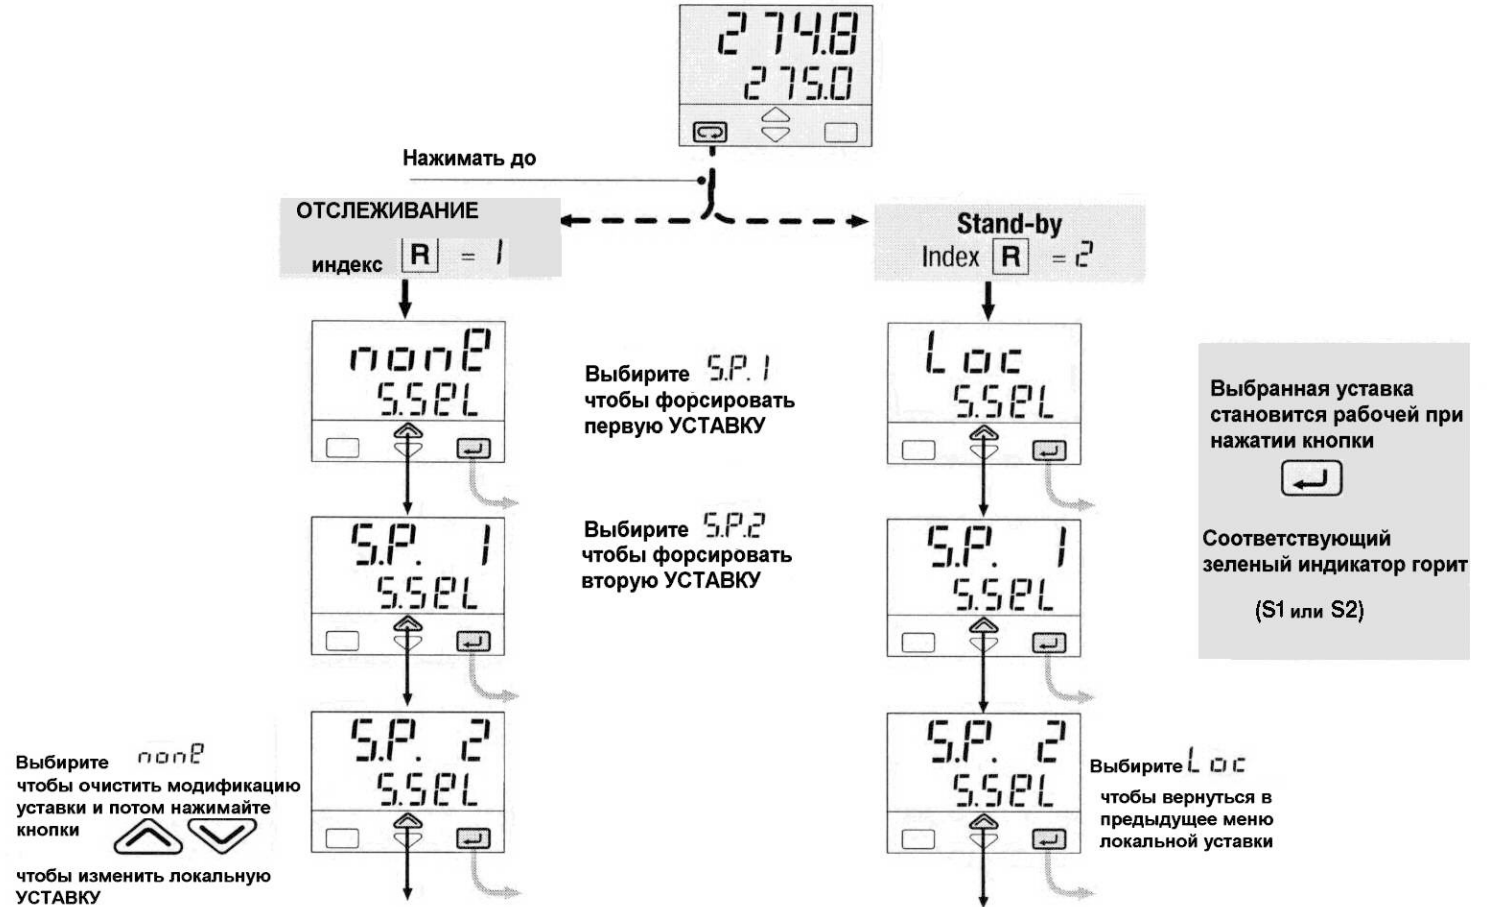 274.8
275.0
Нажимать до
ОТСЛЕЖИВАНИЕ
индекс R = 1
Stand-by
Index R = 2
nonE
S.SEL
Выбирите S.P. 1
чтобы форсировать
первую УСТАВКУ
Loc
S.SEL
Выбранная уставка
становится рабочей при
нажатии кнопки
S.P. 1
S.SEL
Выбирите S.P.2
чтобы форсировать
вторую УСТАВКУ
S.P. 1
S.SEL
Соответствующий
зеленый индикатор горит
(S1 или S2)
Выбирите nonE
чтобы очистить модификацию
уставки и потом нажимайте
кнопки
чтобы изменить локальную
УСТАВКУ
S.P. 2
S.SEL
S.P. 2
S.SEL
Выбирите Loc
чтобы вернуться в
предыдущее меню
локальной уставки